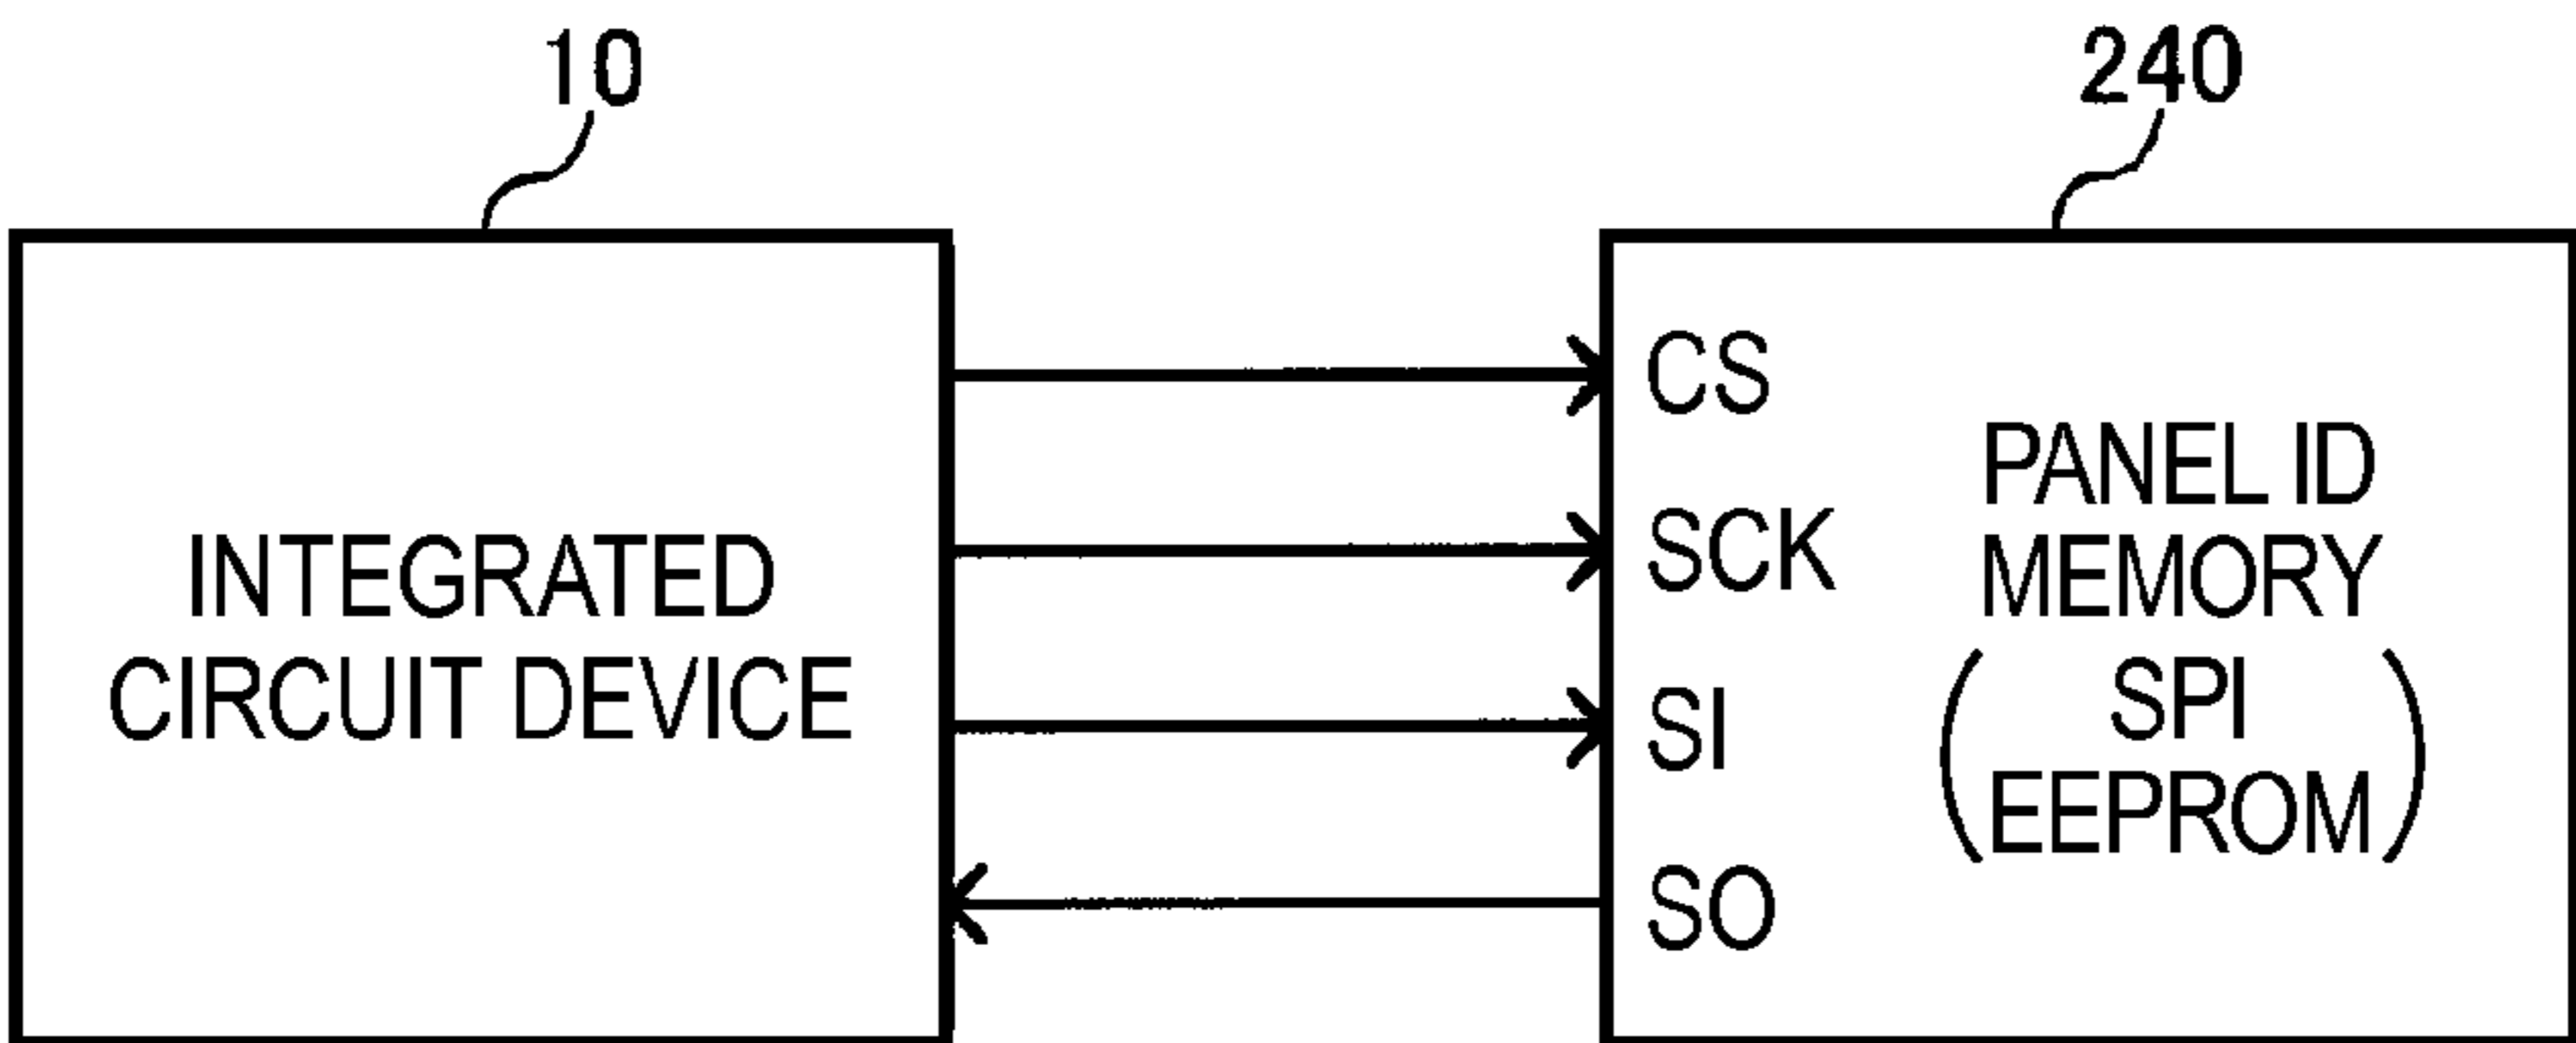 10
240
INTEGRATED
CIRCUIT DEVICE
CS
SCK
SI
SO
PANEL ID
MEMORY
(SPI
EEPROM)